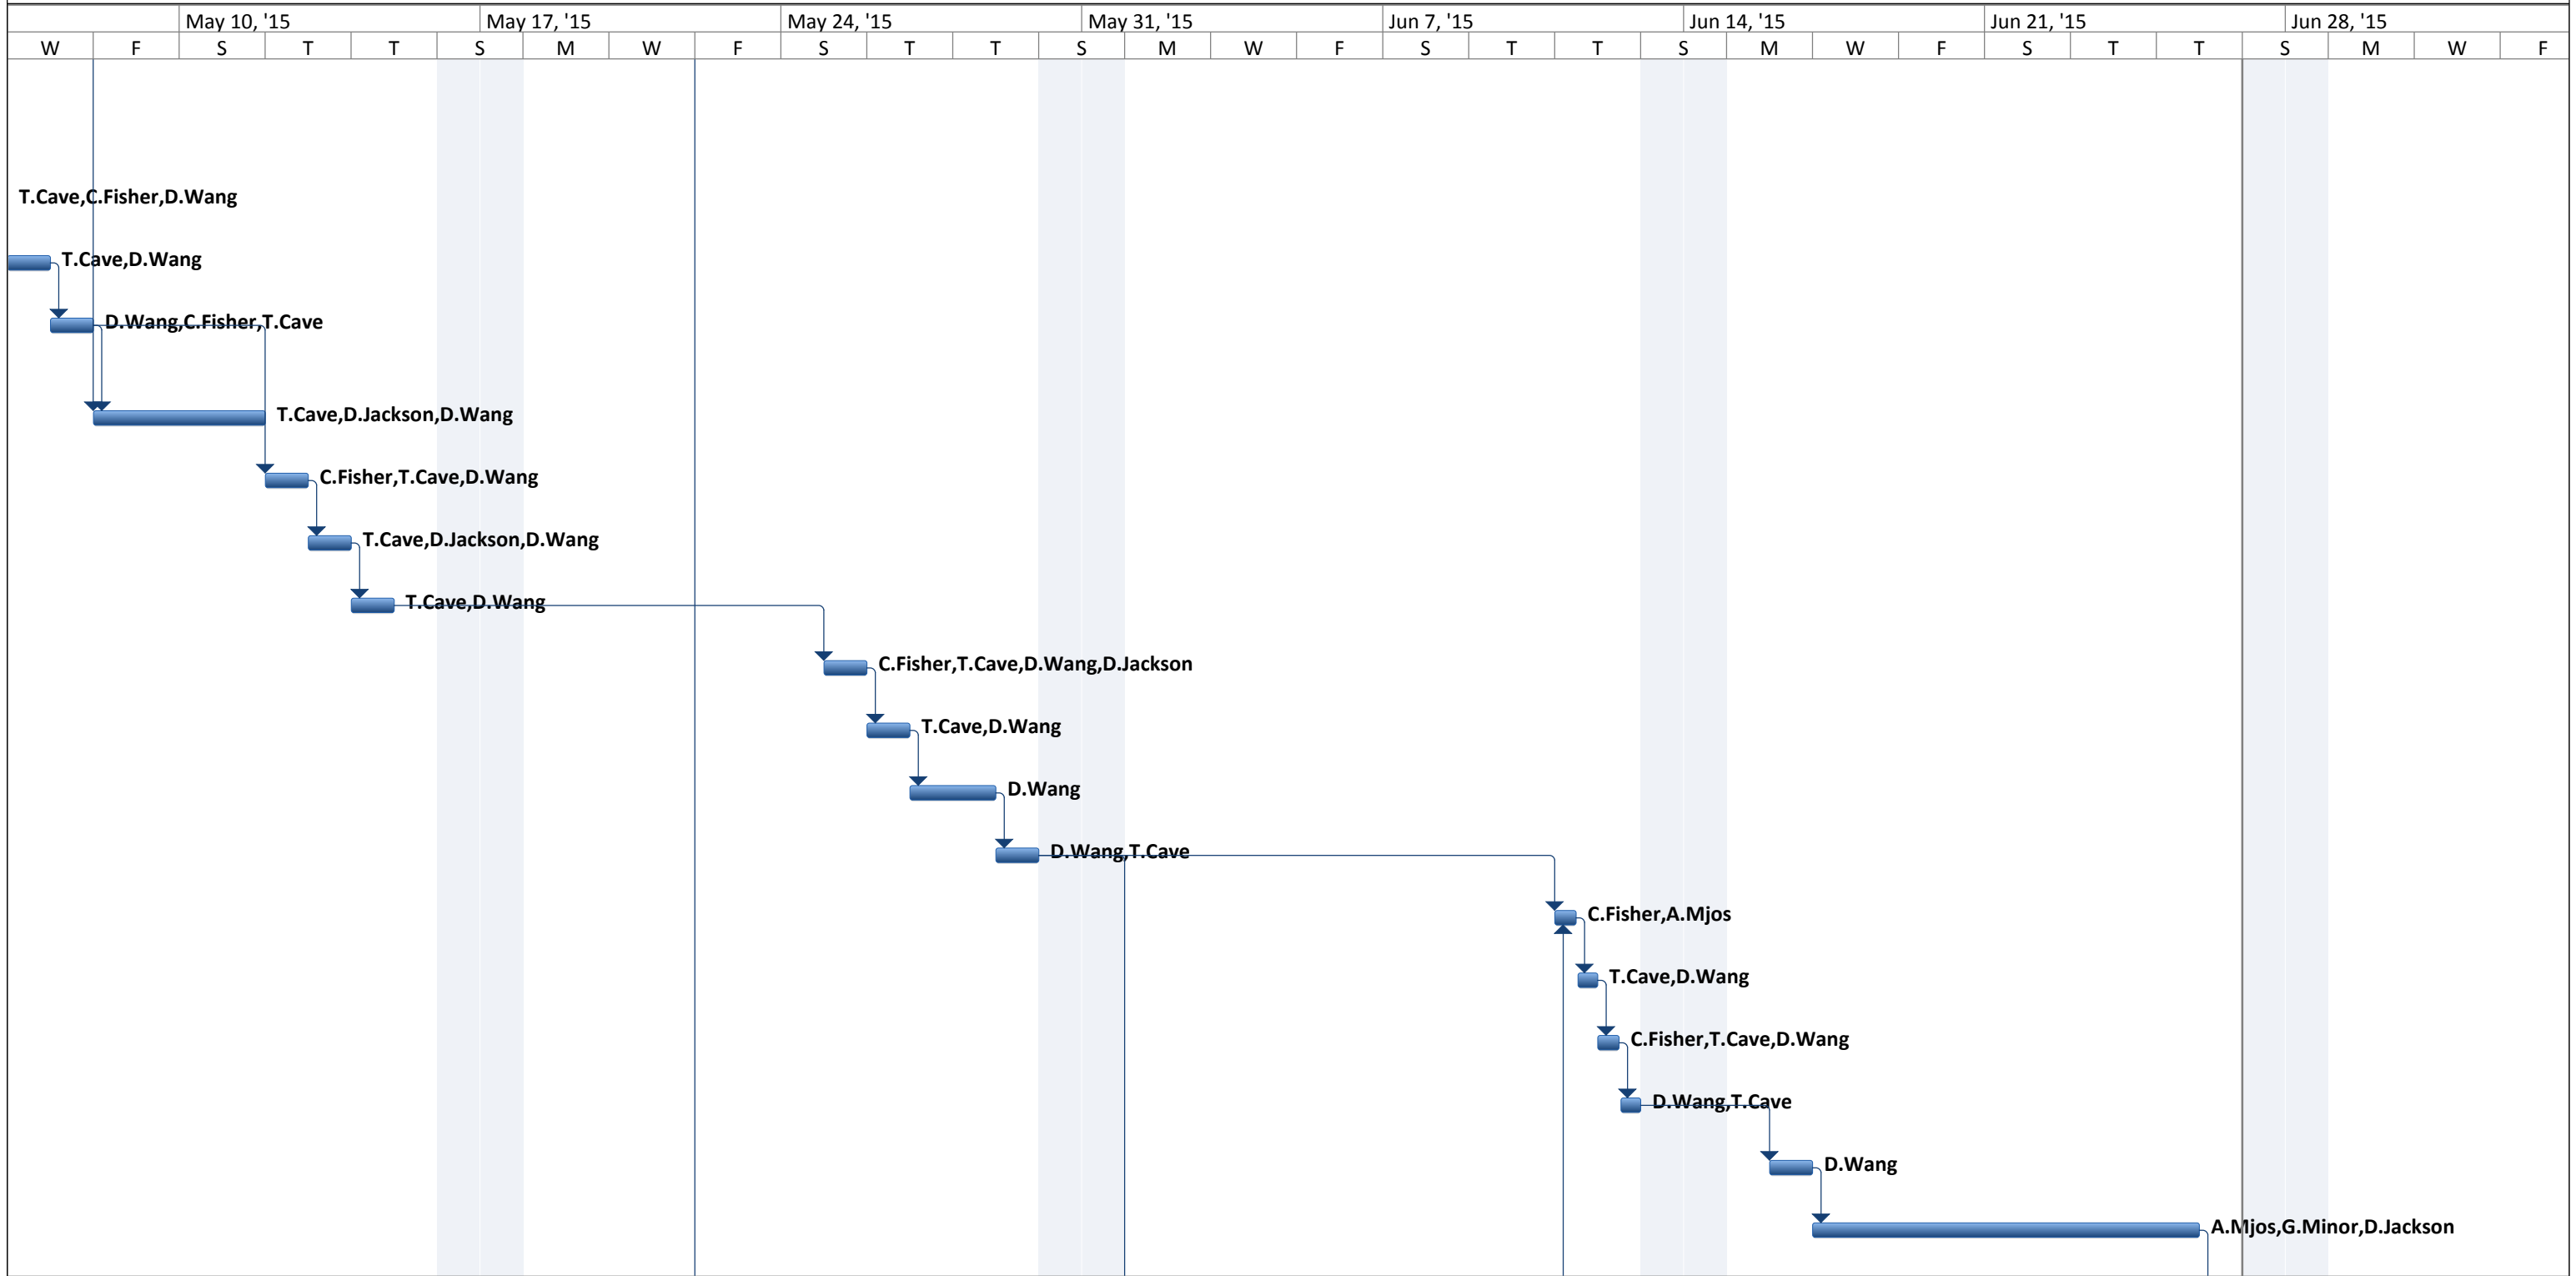 May 10, '15 May 17, '15 May 24, '15 May 31, '15 Jun 7, '15 Jun 14, '15 Jun 21, '15 Jun 28, '15
W F S T T S M W F S T T S M W F S T T S M W F S T T S M W F
T.Cave,C.Fisher,D.Wang
T.Cave,D.Wang
D.Wang,C.Fisher,T.Cave
T.Cave,D.Jackson,D.Wang
C.Fisher,T.Cave,D.Wang
T.Cave,D.Jackson,D.Wang
T.Cave,D.Wang
C.Fisher,T.Cave,D.Wang,D.Jackson
T.Cave,D.Wang
D.Wang
D.Wang,T.Cave
C.Fisher,A.Mjos
T.Cave,D.Wang
C.Fisher,T.Cave,D.Wang
D.Wang,T.Cave
D.Wang
A.Mjos,G.Minor,D.Jackson